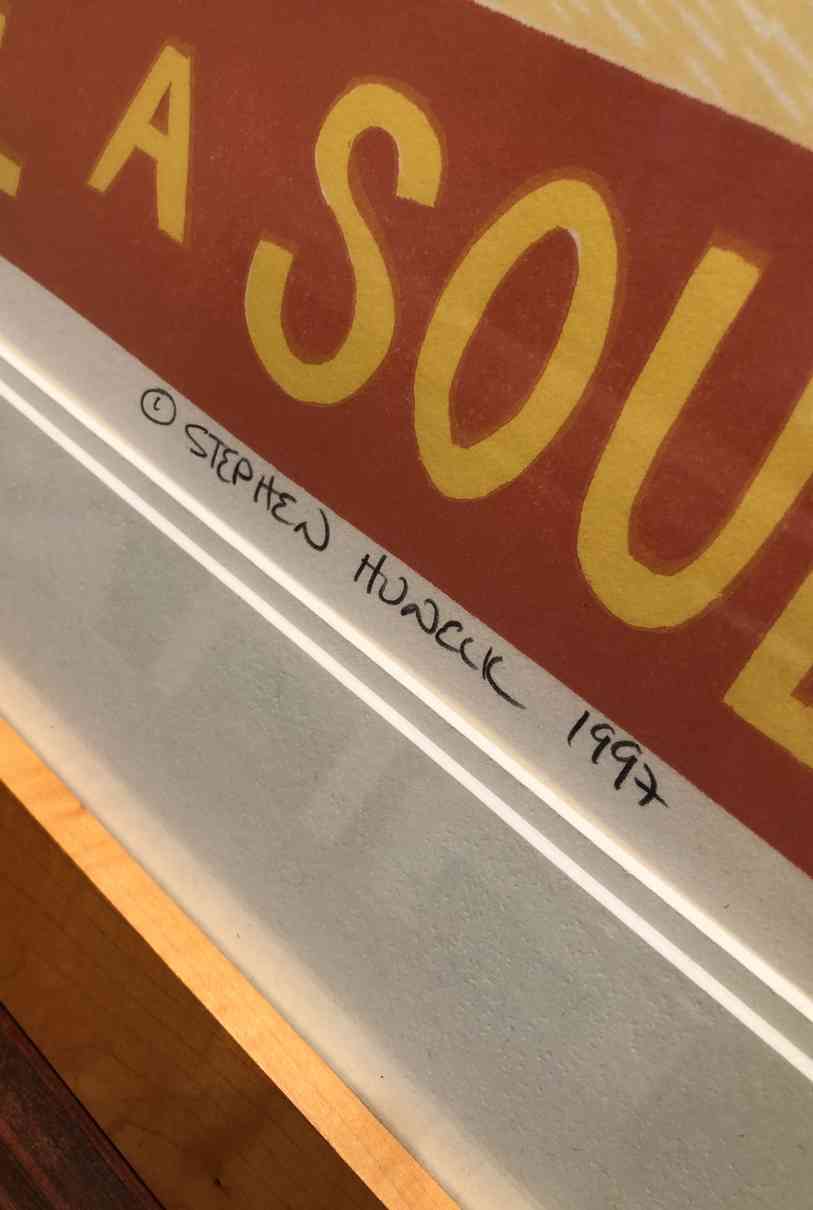 A SOU
© STEPHEN HUNECK 1997